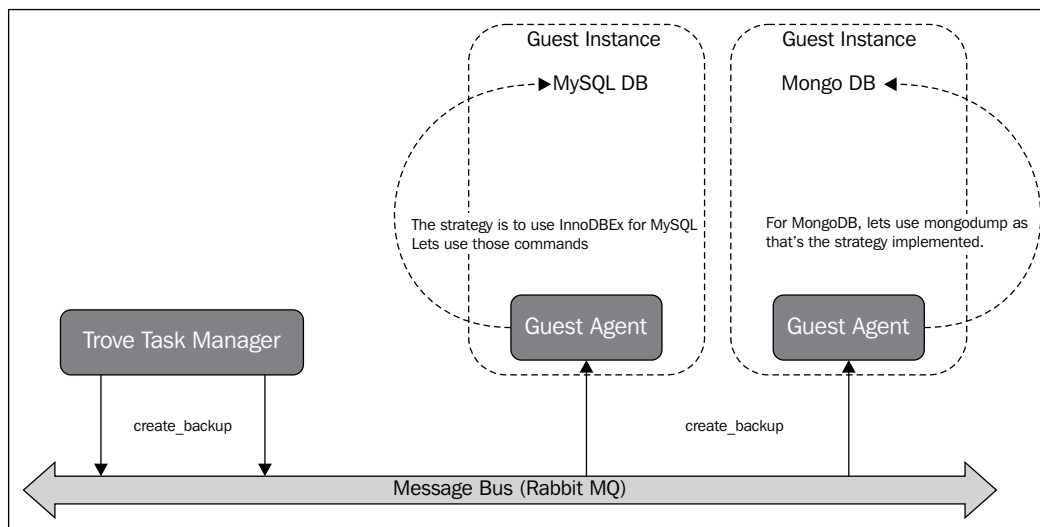 Guest Instance
Guest Instance
MySQL DB
Mongo DB
The strategy is to use InnoDBEx for MySQL
Lets use those commands
For MongoDB, lets use mongodump as
that’s the strategy implemented.
Guest Agent
Guest Agent
Trove Task Manager
create_backup
create_backup
Message Bus (Rabbit MQ)